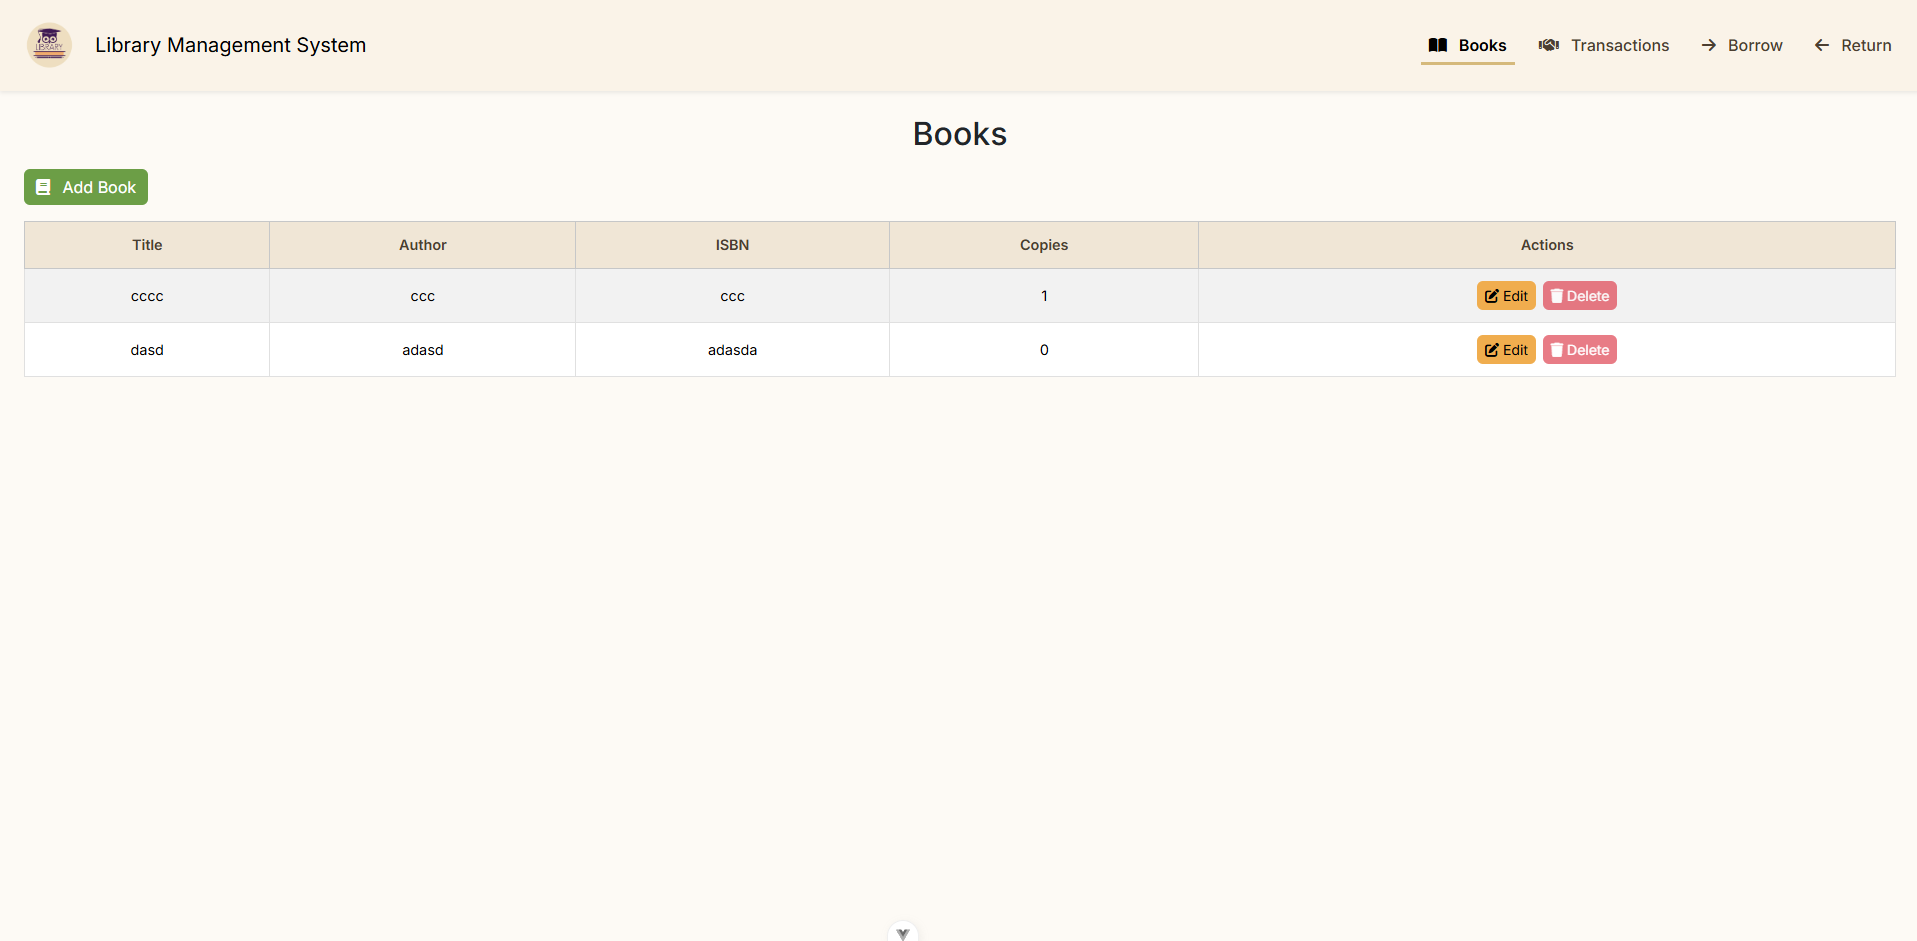 LIBRARY
Library Management System
Books
Transactions
Borrow
Return
Books
Add Book
Title Author ISBN Copies Actions
cccc ccc ccc 1 Edit Delete
dasd adasd adasda 0 Edit Delete